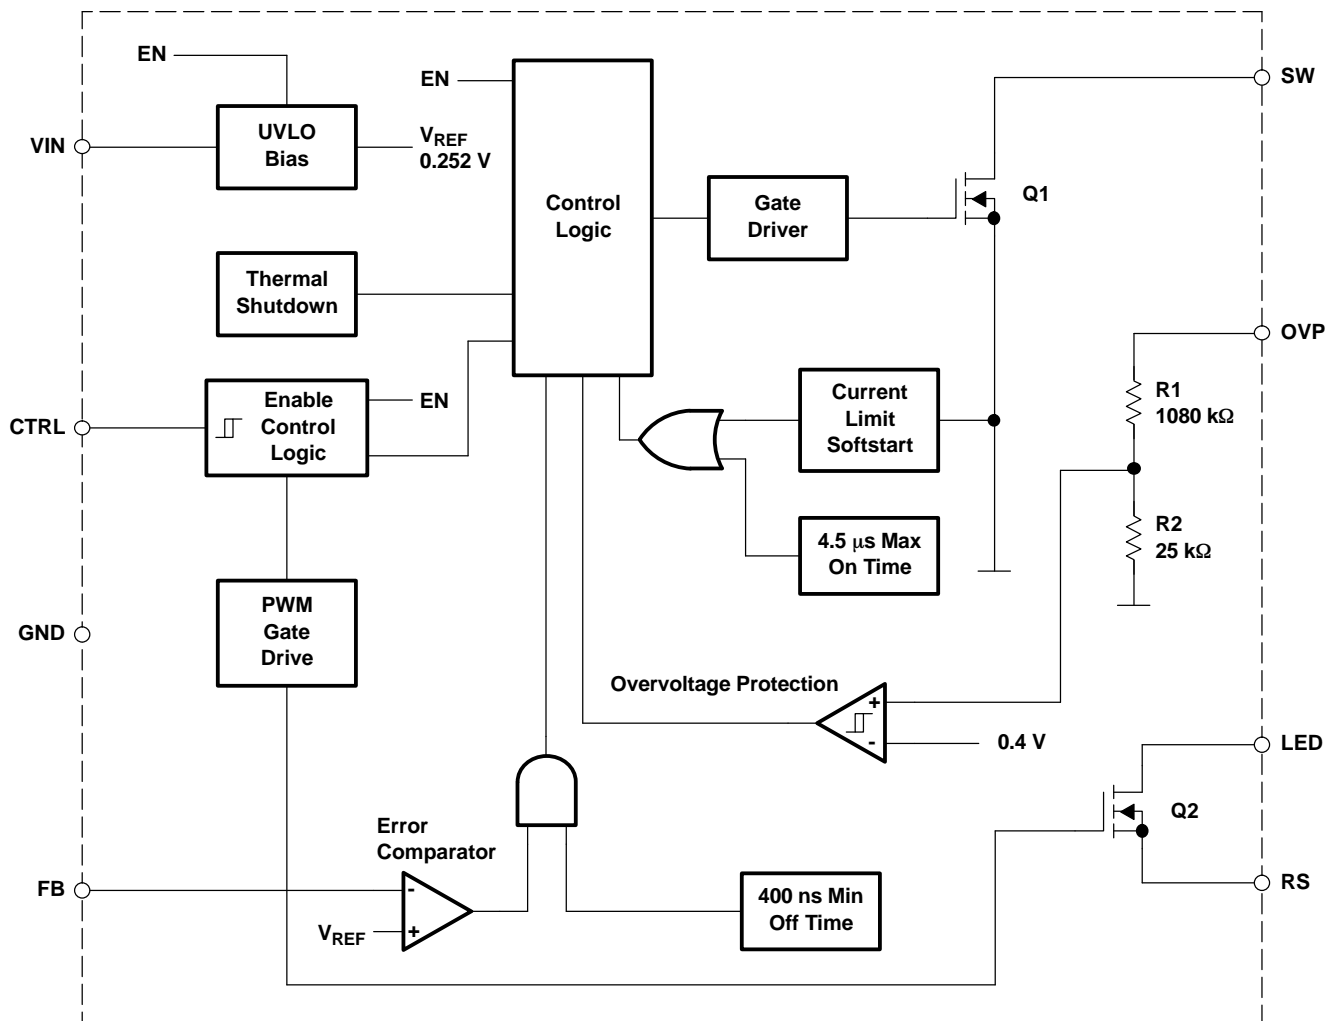 EN
EN
SW
VIN
UVLO
Bias
VREF
0.252 V
Control
Logic
Gate
Driver
Q1
Thermal
Shutdown
OVP
R1
1080 kΩ
CTRL
Enable
Control
Logic
EN
Current
Limit
Softstart
R2
25 kΩ
4.5 μs Max
On Time
GND
PWM
Gate
Drive
Overvoltage Protection
+
-
0.4 V
LED
Q2
Error
Comparator
FB
-
+
VREF
400 ns Min
Off Time
RS